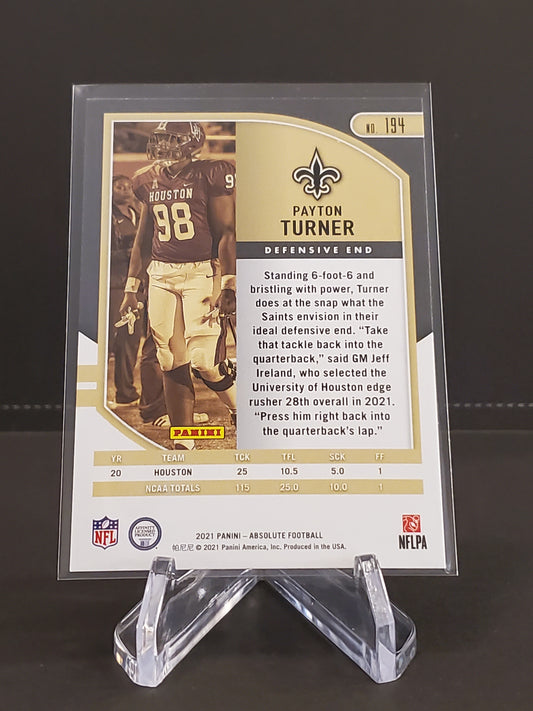 NO. 194
HOUSTON
98
98
PAYTON
TURNER
DEFENSIVE END
Standing 6-foot-6 and
bristling with power, Turner
does at the snap what the
Saints envision in their
ideal defensive end. “Take
that tackle back into the
quarterback,” said GM Jeff
Ireland, who selected the
University of Houston edge
rusher 28th overall in 2021.
“Press him right back into
the quarterback's lap.”
PANINI
YR TEAM TCK TFL SCK FF
20 HOUSTON 25 10.5 5.0 1
NCAA TOTALS 115 25.0 10.0 1
NFL
AFFINITY
LICENSED
PRODUCT
2021 PANINI – ABSOLUTE FOOTBALL
帕尼尼 © 2021 Panini America, Inc. Produced in the USA.
NFLPA